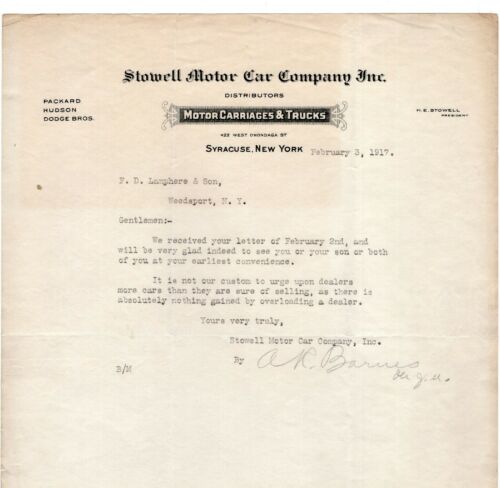 Stowell Motor Car Company Inc.
DISTRIBUTORS
PACKARD
HUDSON
DODGE BROS.
MOTOR CARRIAGES & TRUCKS
H. E. STOWELL
PRESIDENT
422 WEST ONONDAGA ST
SYRACUSE, NEW YORK
February 3, 1917.
F. D. Lamphere & Son,
Weedsport, N. Y.
Gentlemen:-
We received your letter of February 2nd, and
will be very glad indeed to see you or your son or both
of you at your earliest convenience.
It is not our custom to urge upon dealers
more cars than they are sure of selling, as there is
absolutely nothing gained by overloading a dealer.
Yours very truly,
Stowell Motor Car Company, Inc.
By A R. Barnes
B/M